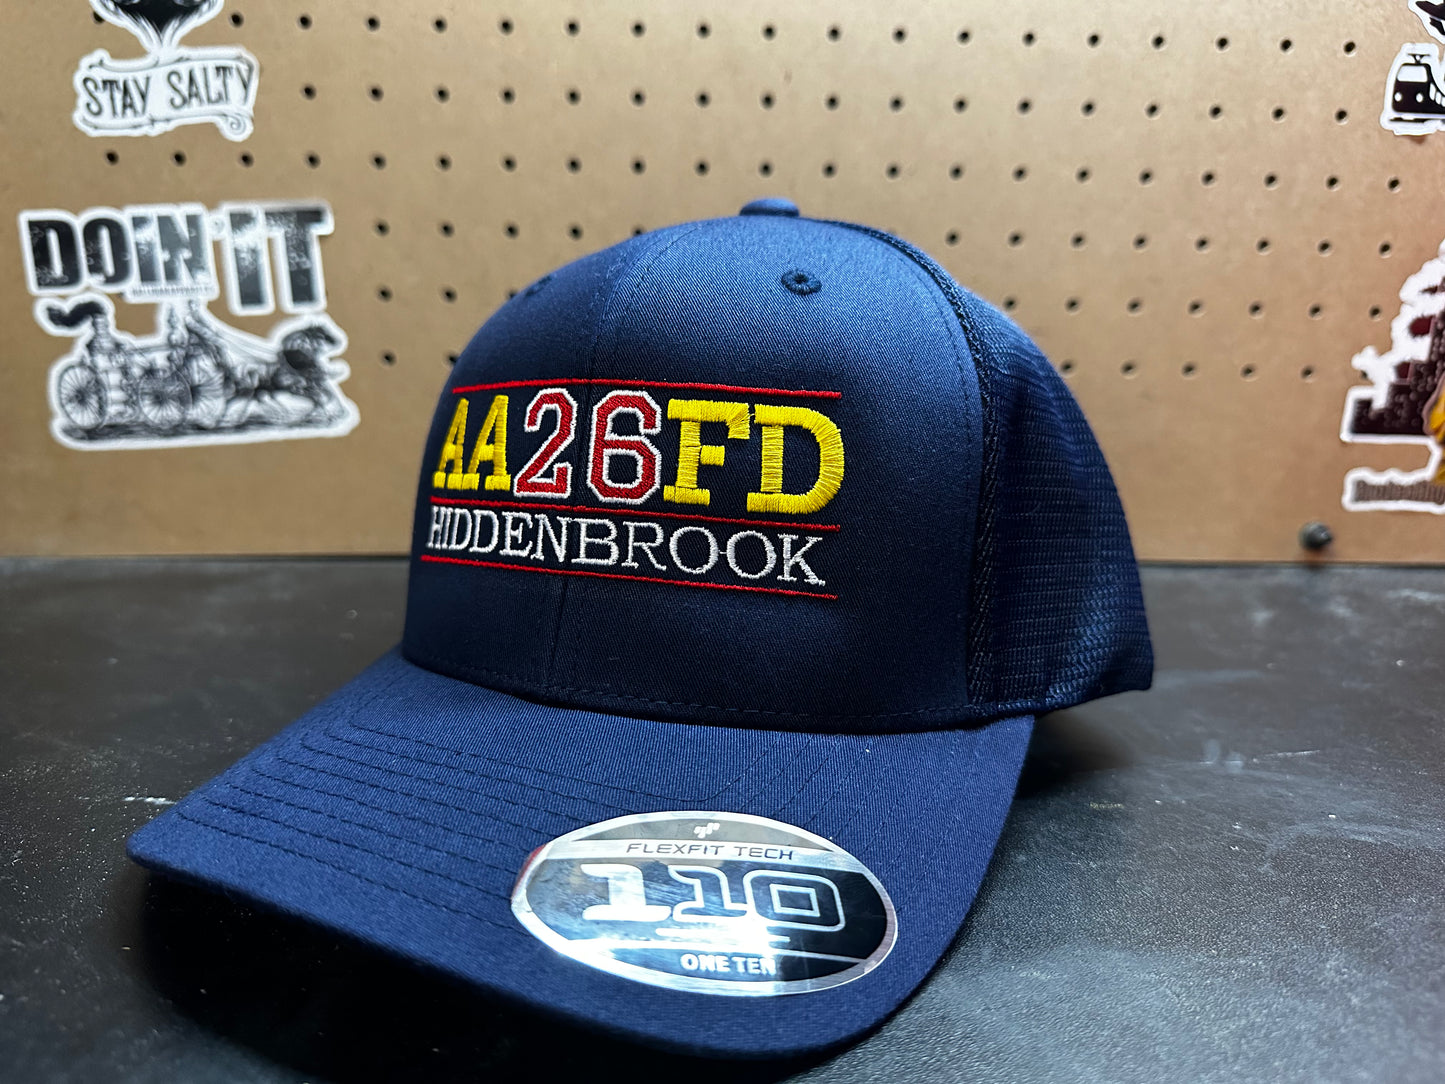 STAY SALTY
DOIN' IT
AA26FD
HIDDENBROOK
FLEXFIT TECH
110
ONE TEN